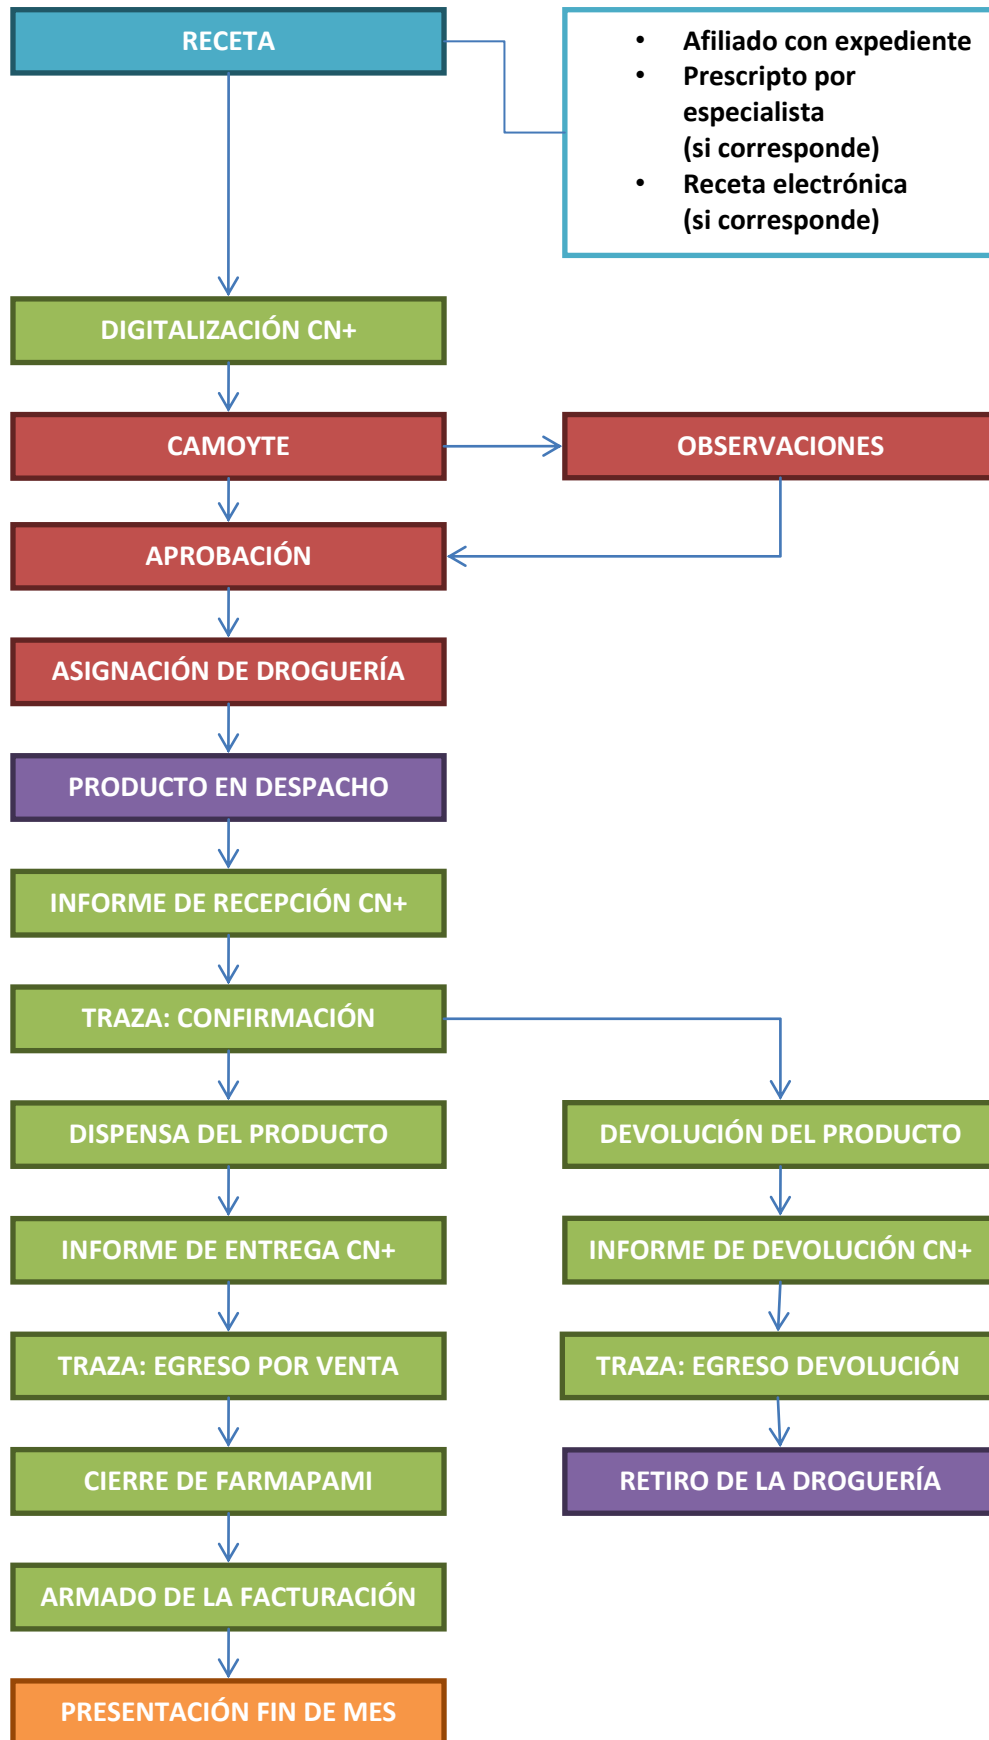 RECETA
• Afiliado con expediente
• Prescripto por
especialista
(si corresponde)
• Receta electrónica
(si corresponde)
DIGITALIZACIÓN CN+
CAMOYTE
OBSERVACIONES
APROBACIÓN
ASIGNACIÓN DE DROGUERÍA
PRODUCTO EN DESPACHO
INFORME DE RECEPCIÓN CN+
TRAZA: CONFIRMACIÓN
DISPENSA DEL PRODUCTO
DEVOLUCIÓN DEL PRODUCTO
INFORME DE ENTREGA CN+
INFORME DE DEVOLUCIÓN CN+
TRAZA: EGRESO POR VENTA
TRAZA: EGRESO DEVOLUCIÓN
CIERRE DE FARMAPAMI
RETIRO DE LA DROGUERÍA
ARMADO DE LA FACTURACIÓN
PRESENTACIÓN FIN DE MES